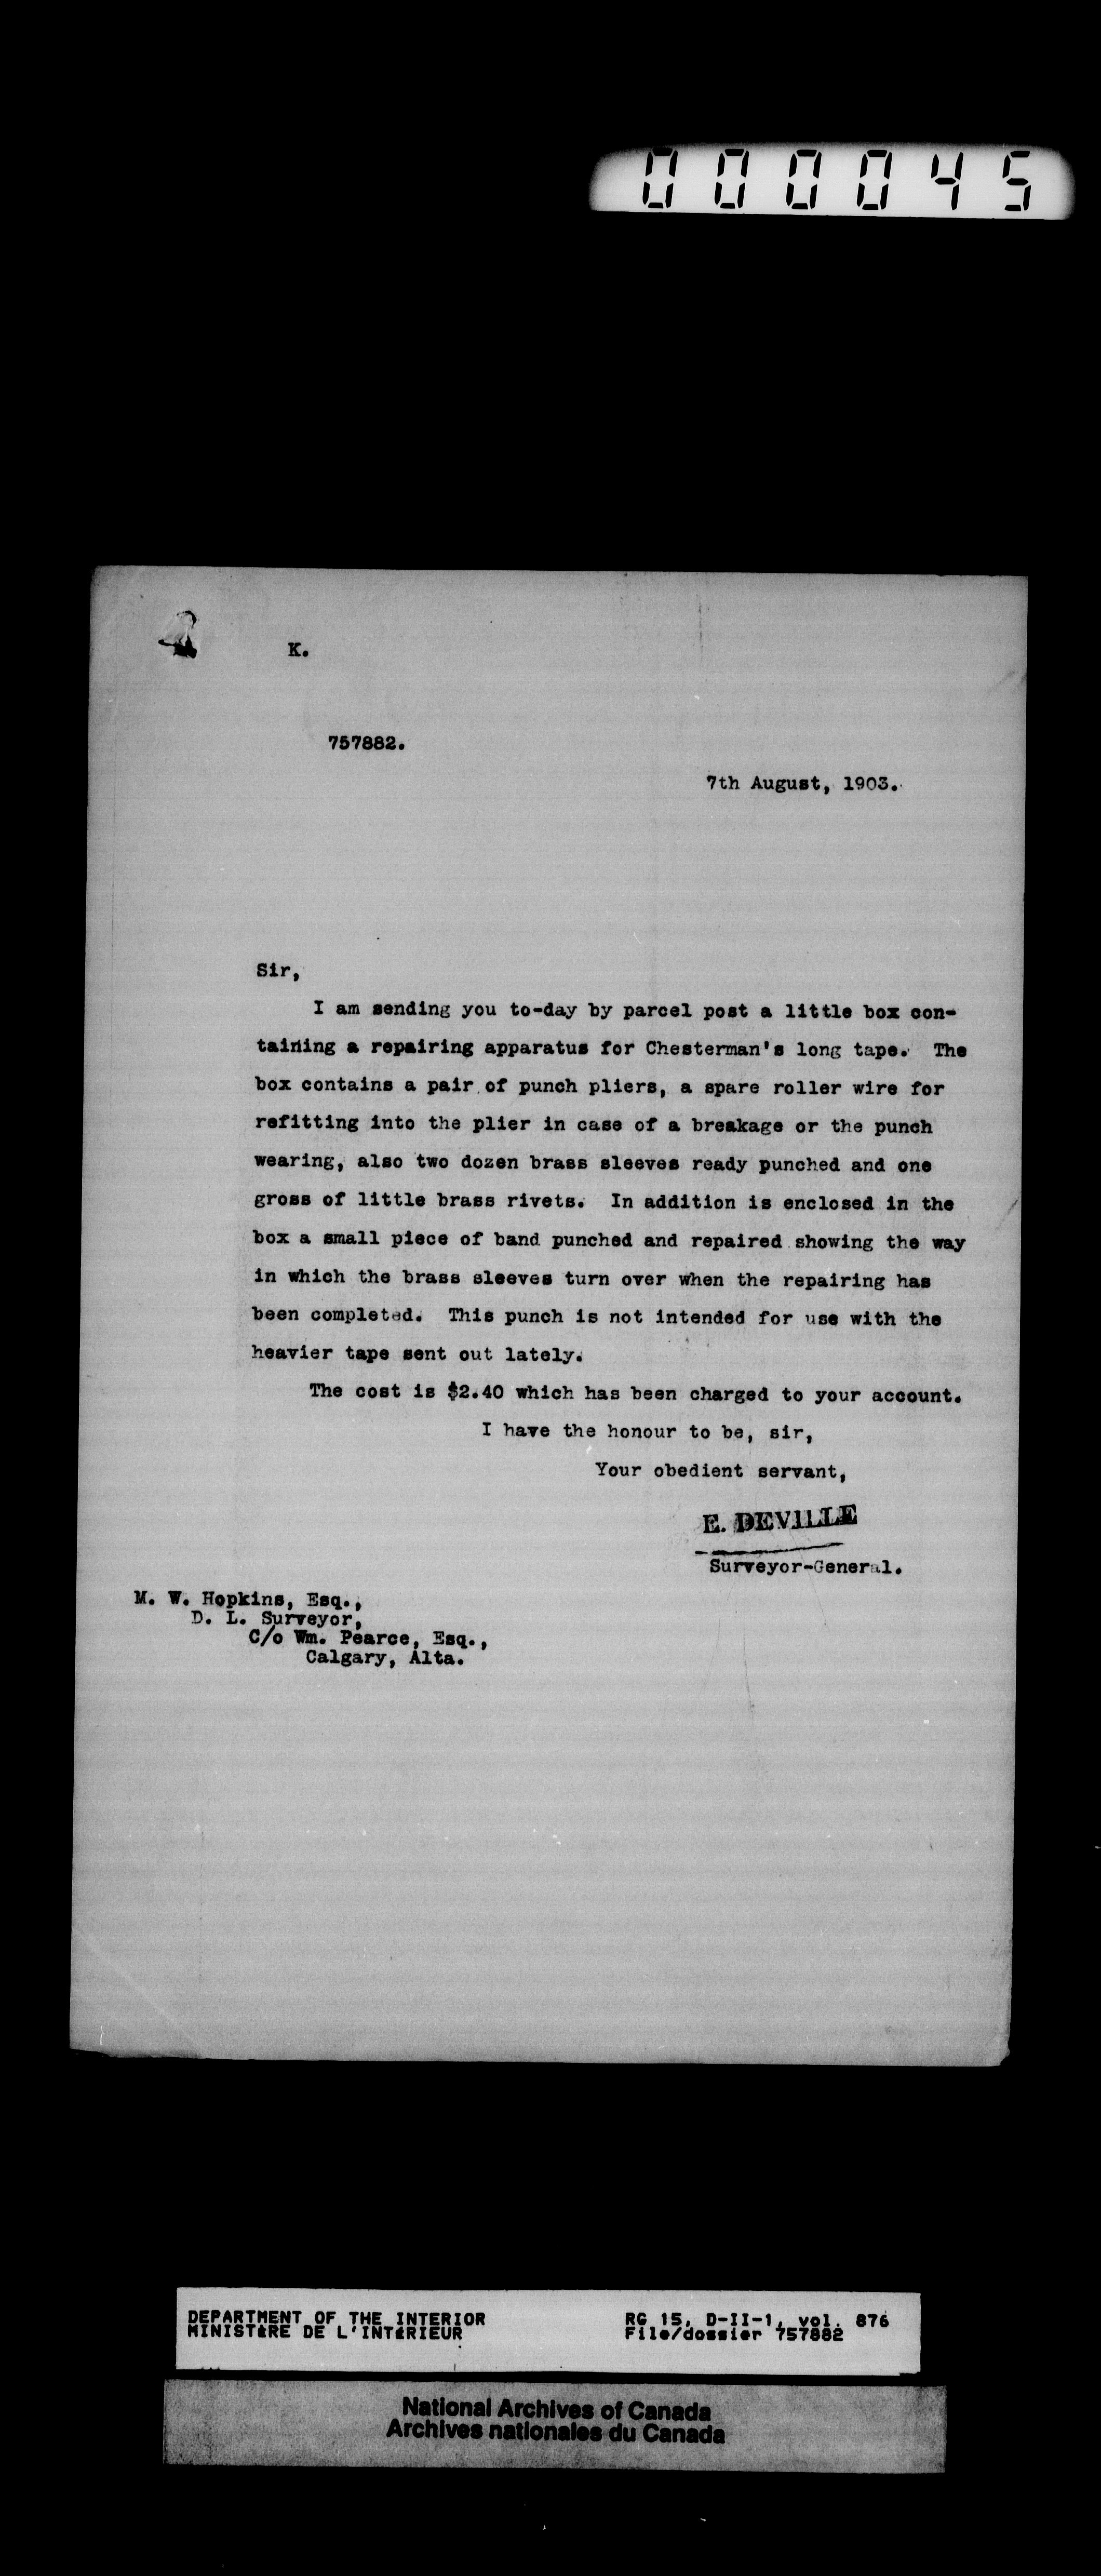 000045
K.
757882.
7th August, 1903.
Sir,
I am sending you to-day by parcel post a little box con-
taining a repairing apparatus for Chesterman's long tape. The
box contains a pair of punch pliers, a spare roller wire for
refitting into the plier in case of a breakage or the punch
wearing, also two dozen brass sleeves ready punched and one
gross of little brass rivets. In addition is enclosed in the
box a small piece of band punched and repaired showing the way
in which the brass sleeves turn over when the repairing has
been completed. This punch is not intended for use with the
heavier tape sent out lately.
The cost is $2.40 which has been charged to your account.
I have the honour to be, sir,
Your obedient servant,
E. DEVILLE
Surveyor-General.
M. W. Hopkins, Esq.,
D. L. Surveyor,
C/o Wm. Pearce, Esq.,
Calgary, Alta.
DEPARTMENT OF THE INTERIOR
MINISTÈRE DE L'INTÉRIEUR
RG 15, D-II-1, vol. 876
File/dossier 757882
National Archives of Canada
Archives nationales du Canada